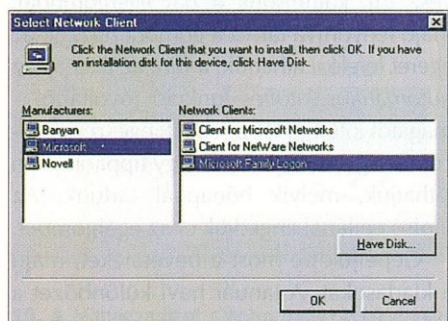 Select Network Client
Click the Network Client that you want to install, then click OK. If you have
an installation disk for this device, click Have Disk.
Manufacturers:
Banyan
Microsoft
Novell
Network Clients:
Client for Microsoft Networks
Client for NetWare Networks
Microsoft Family Logon
Have Disk...
OK
Cancel